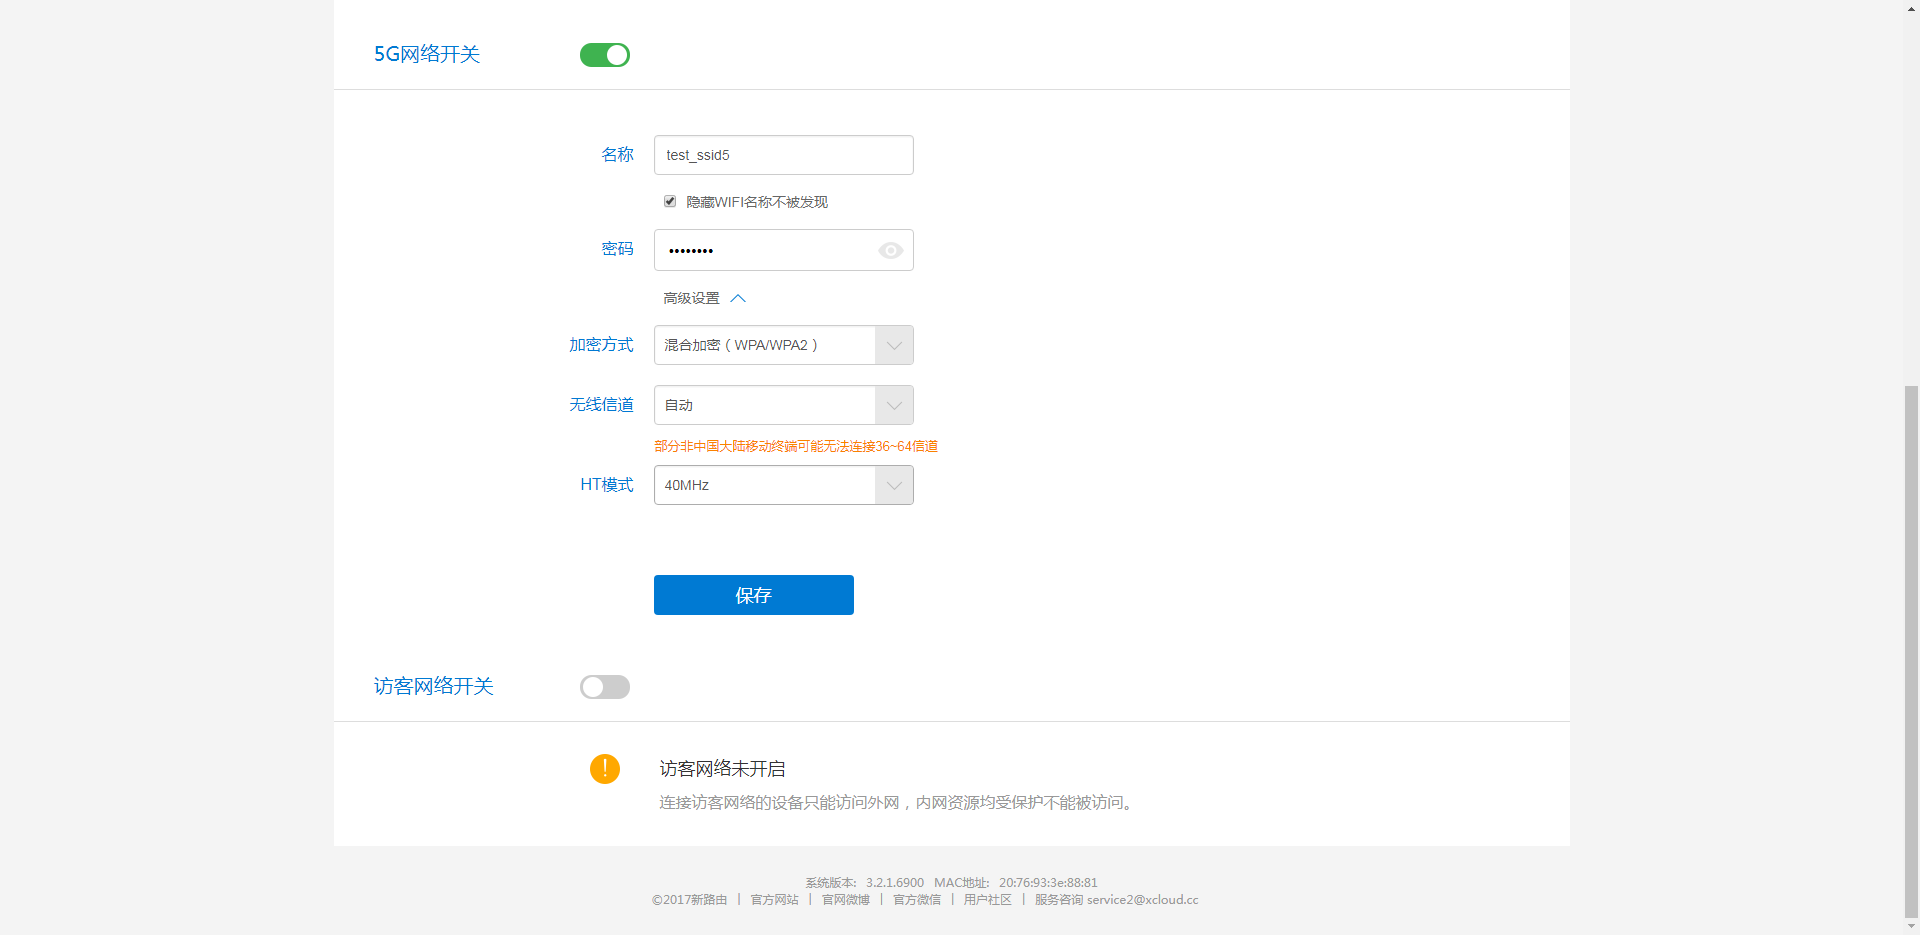 5G网络开关
名称 test_ssid5
隐藏WIFI名称不被发现
密码 ••••••••
高级设置
加密方式 混合加密（WPA/WPA2）
无线信道 自动
部分非中国大陆移动终端可能无法连接36~64信道
HT模式 40MHz
保存
访客网络开关
! 访客网络未开启
连接访客网络的设备只能访问外网，内网资源均受保护不能被访问。
系统版本: 3.2.1.6900 MAC地址: 20:76:93:3e:88:81
©2017新路由 | 官方网站 | 官网微博 | 官方微信 | 用户社区 | 服务咨询 service2@xcloud.cc